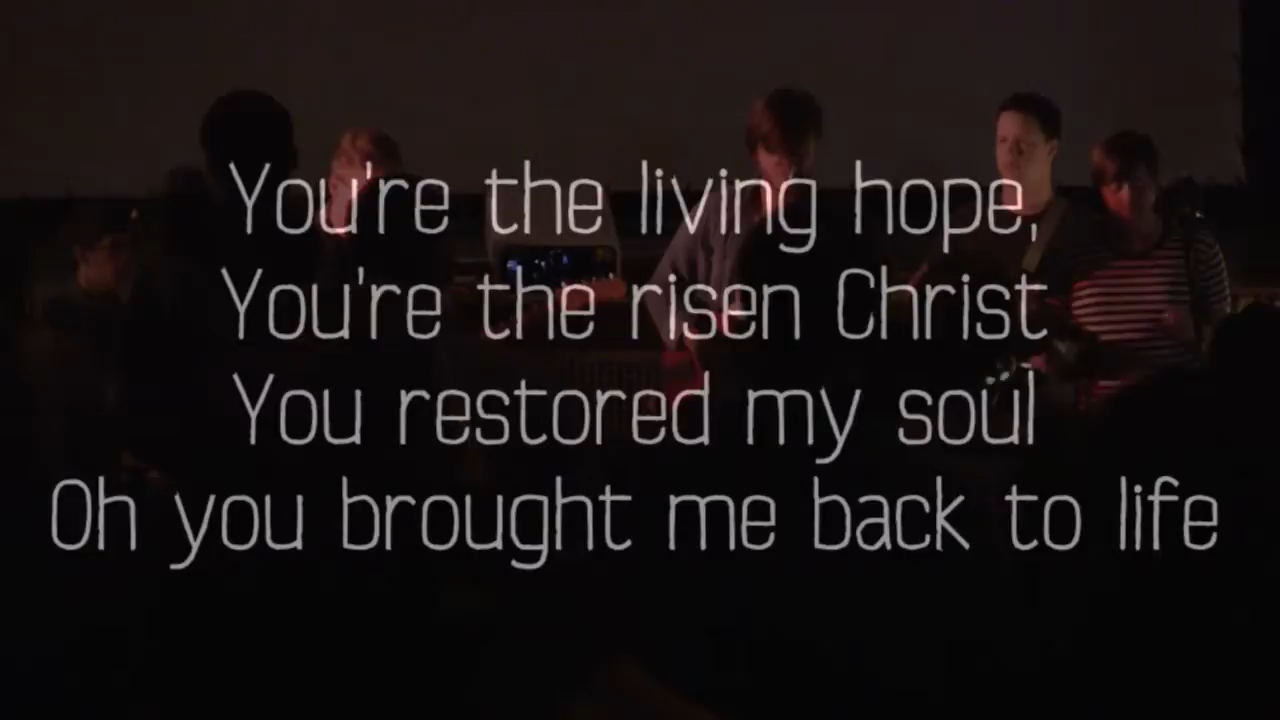 You're the living hope,
You're the risen Christ
You restored my soul
Oh you brought me back to life